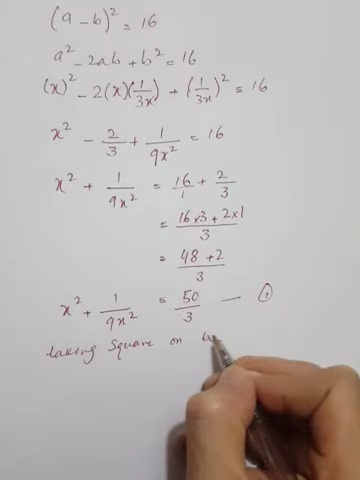 (a - b)² = 16
a² - 2ab + b² = 16
(x)² - 2(x)(1/3x) + (1/3x)² = 16
x² - 2/3 + 1/9x² = 16
x² + 1/9x² = 16/1 + 2/3
= 16×3 + 2×1/3
= 48 + 2/3
x² + 1/9x² = 50/3 — ①
taking Square on